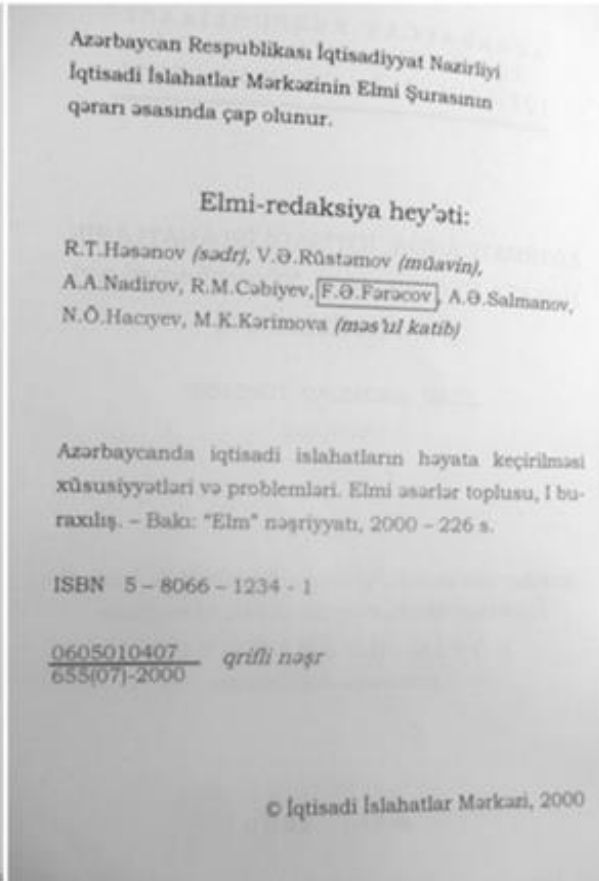 Azərbaycan Respublikası İqtisadiyyat Nazirliyi
İqtisadi İslahatlar Mərkəzinin Elmi Şurasının
qərarı əsasında çap olunur.
Elmi-redaksiya hey'əti:
R.T.Həsənov (sədr), V.Ə.Rüstəmov (müavin),
A.A.Nadirov, R.M.Cəbiyev, F.Ə.Fərəcov, A.Ə.Salmanov,
N.Ö.Hacıyev, M.K.Kərimova (məs'ul katib)
Azərbaycanda iqtisadi islahatların həyata keçirilməsi
xüsusiyyətləri və problemləri. Elmi əsərlər toplusu, I bu-
raxılış. – Bakı: "Elm" nəşriyyatı, 2000 – 226 s.
ISBN 5 – 8066 – 1234 - 1
0605010407
655(07)-2000 qrifli nəşr
© İqtisadi İslahatlar Mərkəzi, 2000